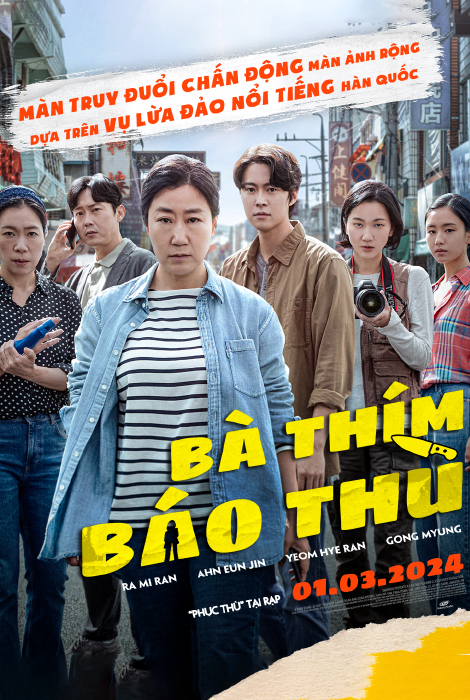 MÀN TRUY ĐUỔI CHẤN ĐỘNG MÀN ẢNH RỘNG
DỰA TRÊN VỤ LỪA ĐẢO NỔI TIẾNG HÀN QUỐC
BÀ THÍM
BÁO THÙ
RA MI RAN AHN EUN JIN YEOM HYE RAN GONG MYUNG
01.03.2024
"PHỤC THÙ" TẠI RẠP